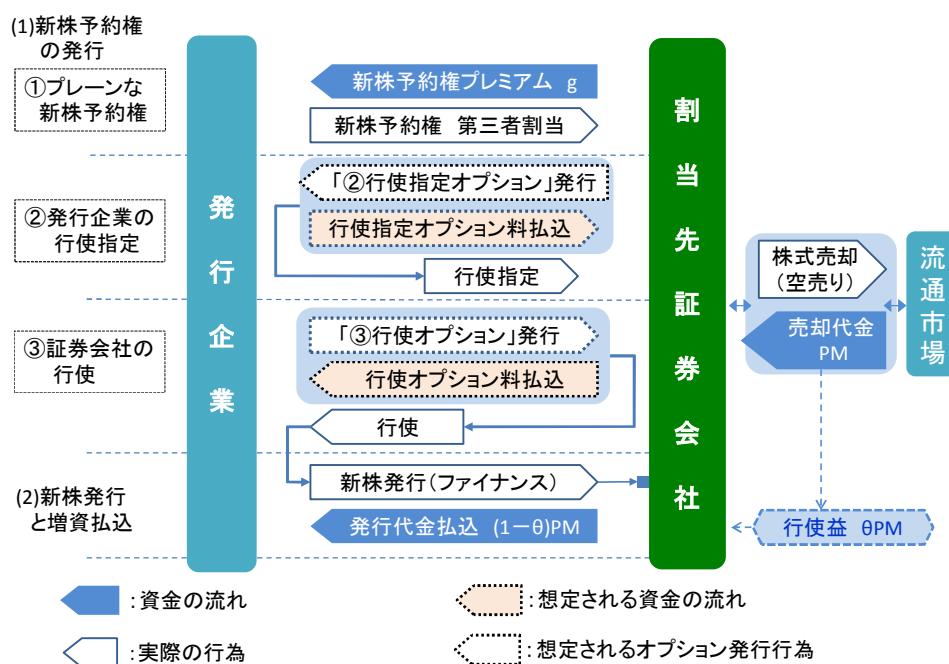 (1)新株予約権
の発行
①プレーンな
新株予約権
②発行企業の
行使指定
③証券会社の
行使
(2)新株発行
と増資払込
発行企業
新株予約権プレミアム g
新株予約権 第三者割当
「②行使指定オプション」発行
行使指定オプション料払込
行使指定
「③行使オプション」発行
行使オプション料払込
行使
新株発行(ファイナンス)
発行代金払込 (1-θ)PM
割当先証券会社
株式売却
(空売り)
売却代金
PM
行使益 θPM
流通市場
:資金の流れ
:想定される資金の流れ
:実際の行為
:想定されるオプション発行行為